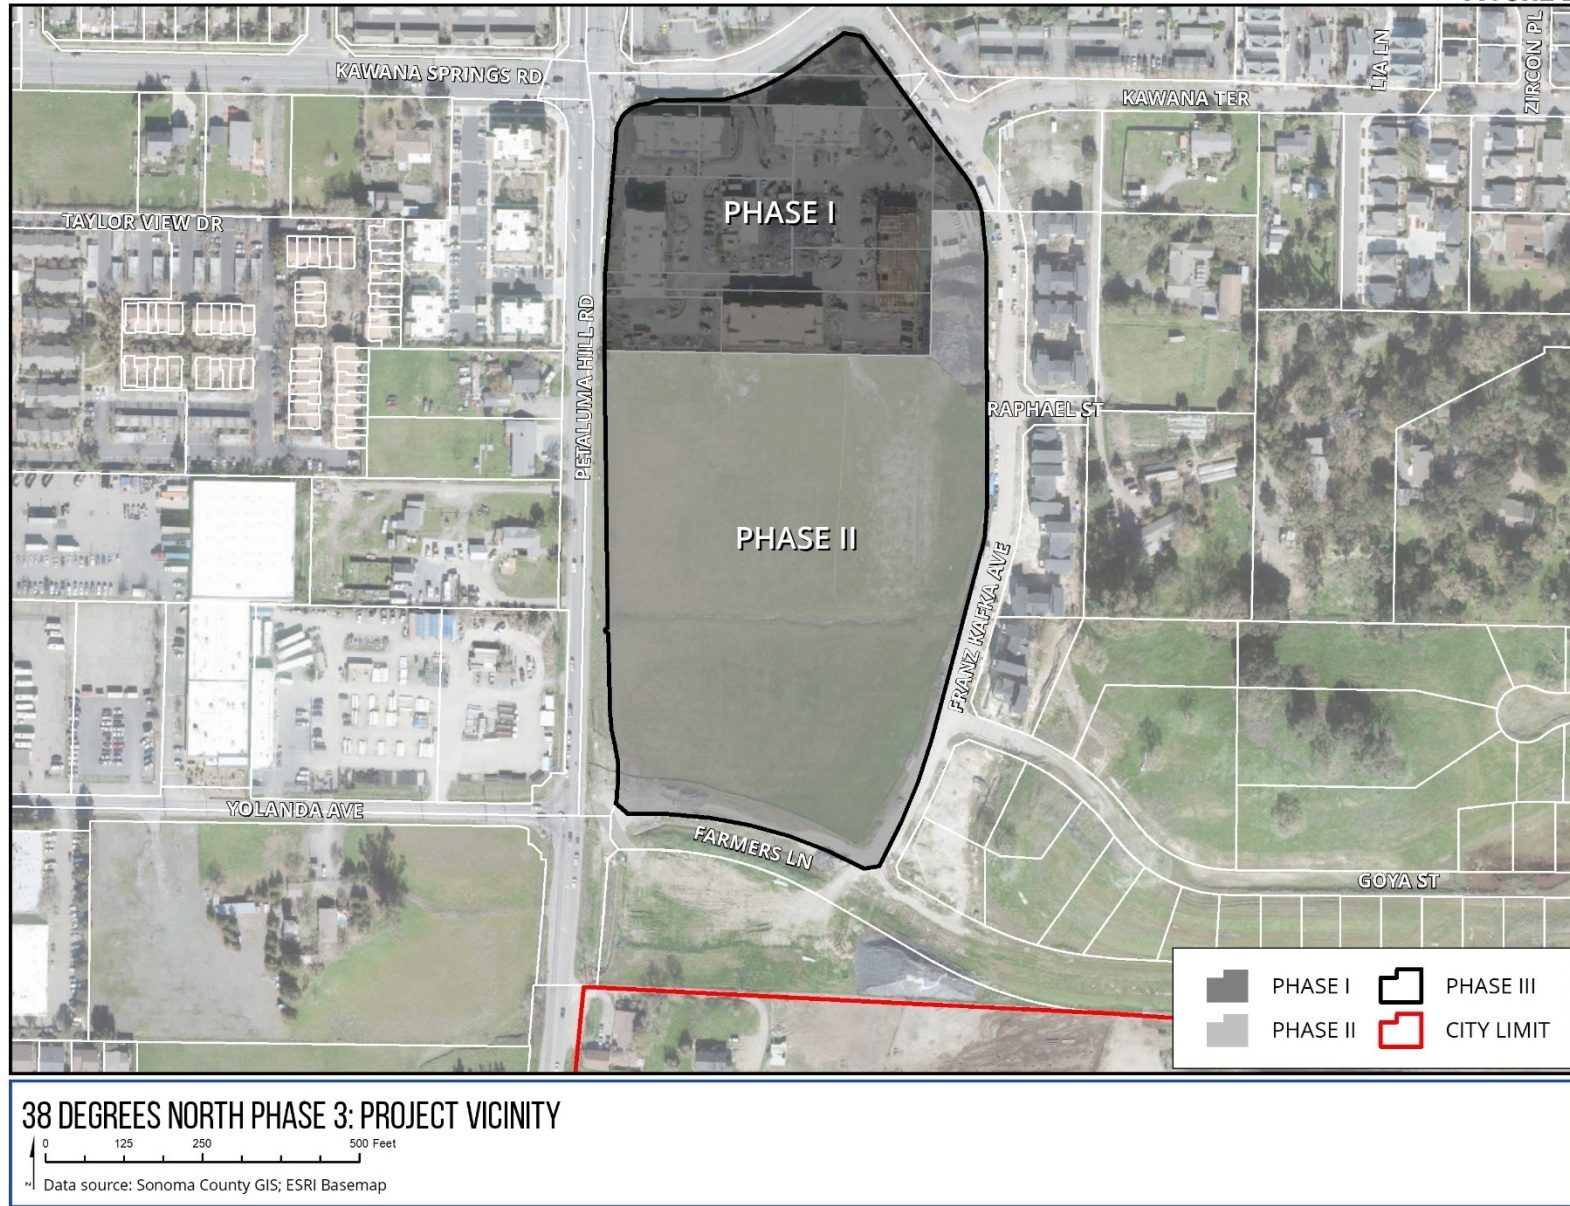 KAWANA SPRINGS RD
LIA LN
ZIRCON PL
KAWANA TER
TAYLOR VIEW DR
PHASE I
PETALUMA HILL RD
RAPHAEL ST
PHASE II
FRANZ KAFKA AVE
YOLANDA AVE
FARMERS LN
GOYA ST
PHASE I
PHASE III
PHASE II
CITY LIMIT
38 DEGREES NORTH PHASE 3: PROJECT VICINITY
0 125 250 500 Feet
N
Data source: Sonoma County GIS; ESRI Basemap